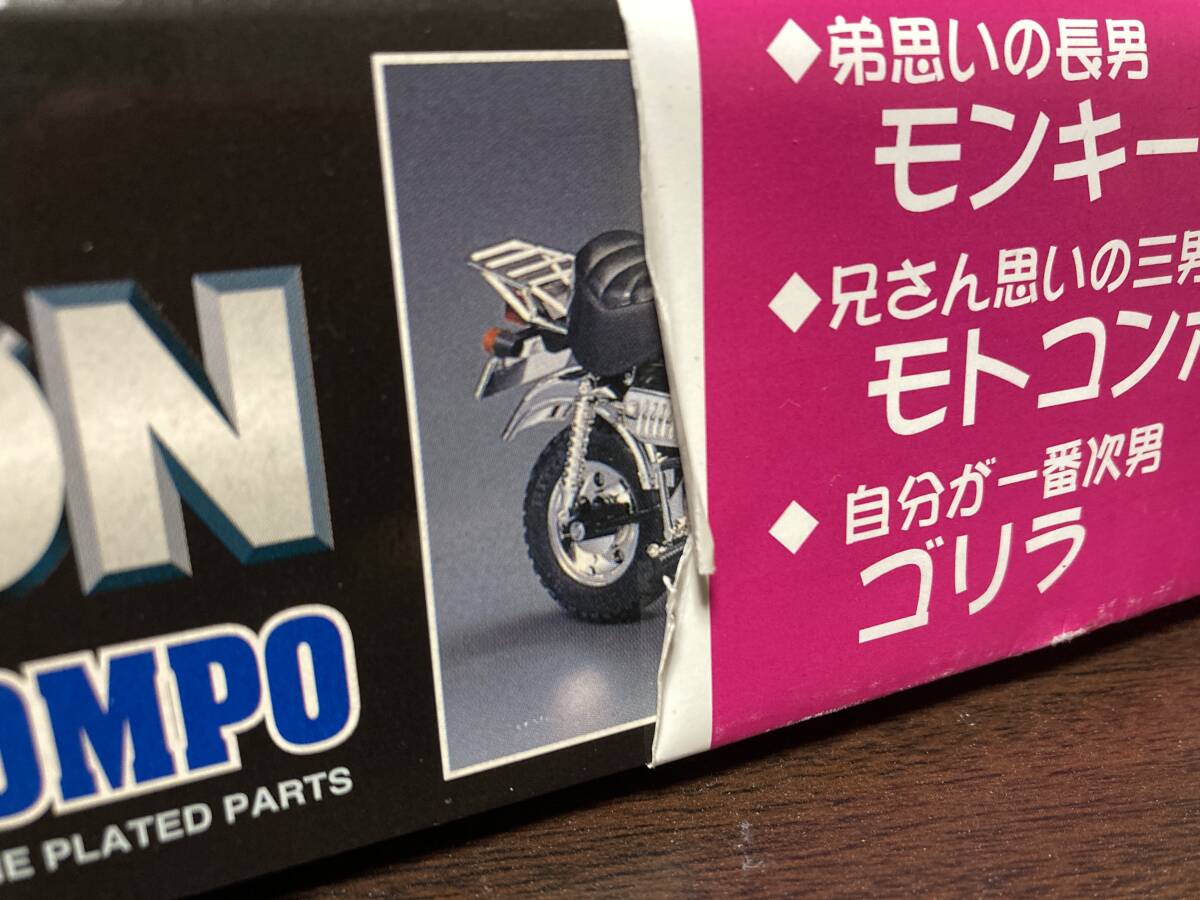 ON
OMPO
PLATED PARTS
◆弟思いの長男
モンキー
◆兄さん思いの三男
モトコン
◆自分が一番次男
ゴリラ